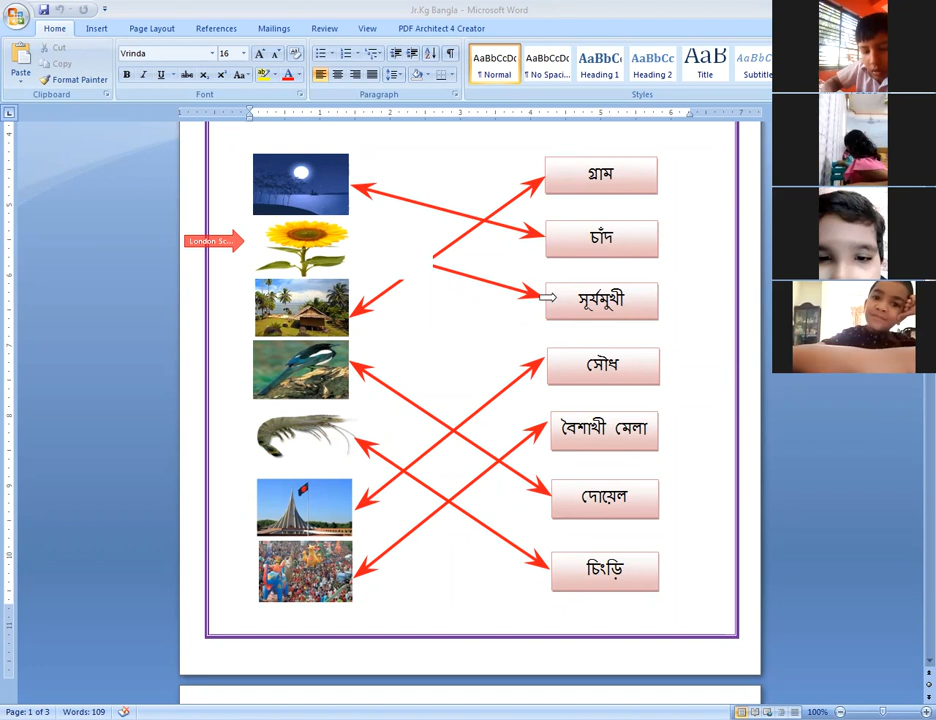 Jr.Kg Bangla - Microsoft Word
Home Insert Page Layout References Mailings Review View PDF Architect 4 Creator
Paste
Cut
Copy
Format Painter
Clipboard
Vrinda 16
Font
Paragraph
AaBbCcDc AaBbCcDc AaBbC AaBbCc AaB AaBbCc
¶ Normal ¶ No Spaci... Heading 1 Heading 2 Title Subtitle
Styles
London Sc...
গ্রাম
চাঁদ
সূর্যমুখী
সৌধ
বৈশাখী মেলা
দোয়েল
চিংড়ি
Page: 1 of 3 Words: 109 100%